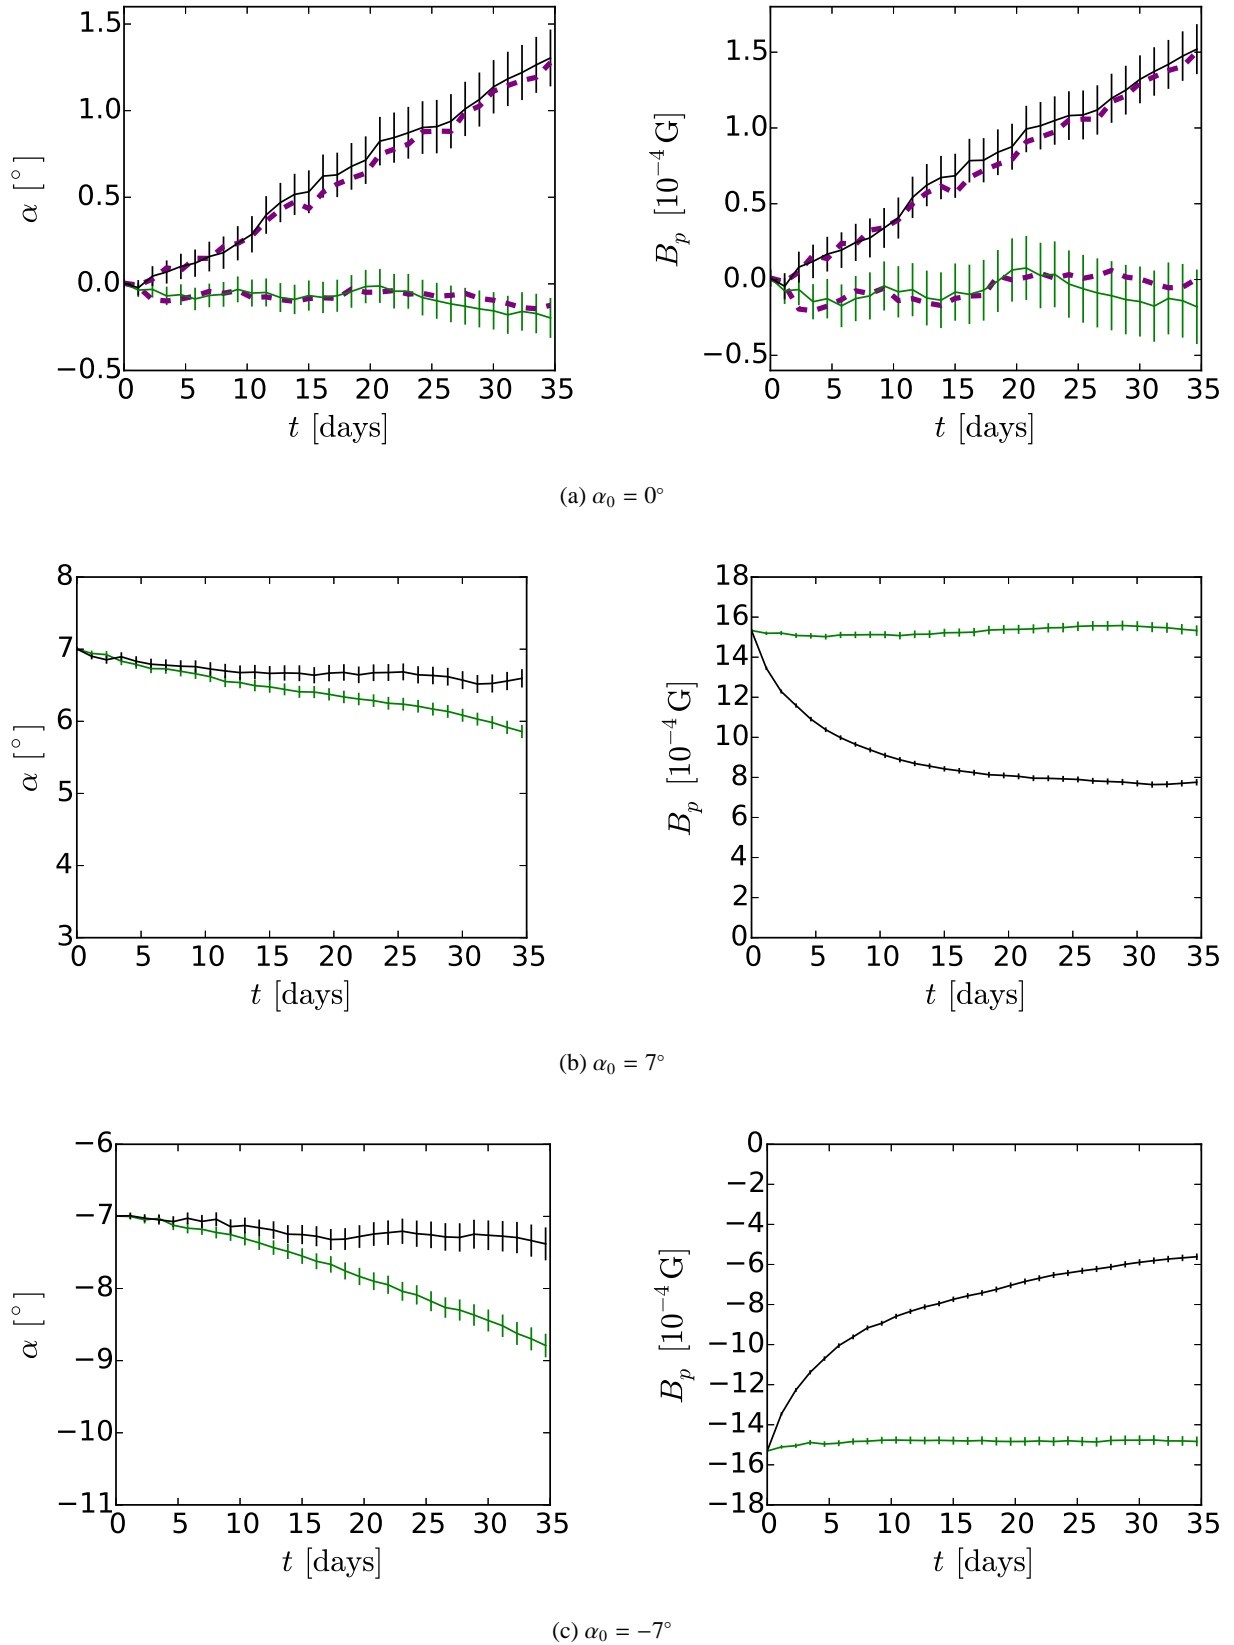 1.5
1.0
0.5
0.0
−0.5
α [°]
0 5 10 15 20 25 30 35
t [days]
1.5
1.0
0.5
0.0
−0.5
B_p [10⁻⁴ G]
0 5 10 15 20 25 30 35
t [days]
(a) α₀ = 0°
8
7
6
5
4
3
α [°]
0 5 10 15 20 25 30 35
t [days]
18
16
14
12
10
8
6
4
2
0
B_p [10⁻⁴ G]
0 5 10 15 20 25 30 35
t [days]
(b) α₀ = 7°
−6
−7
−8
−9
−10
−11
α [°]
0 5 10 15 20 25 30 35
t [days]
0
−2
−4
−6
−8
−10
−12
−14
−16
−18
B_p [10⁻⁴ G]
0 5 10 15 20 25 30 35
t [days]
(c) α₀ = −7°